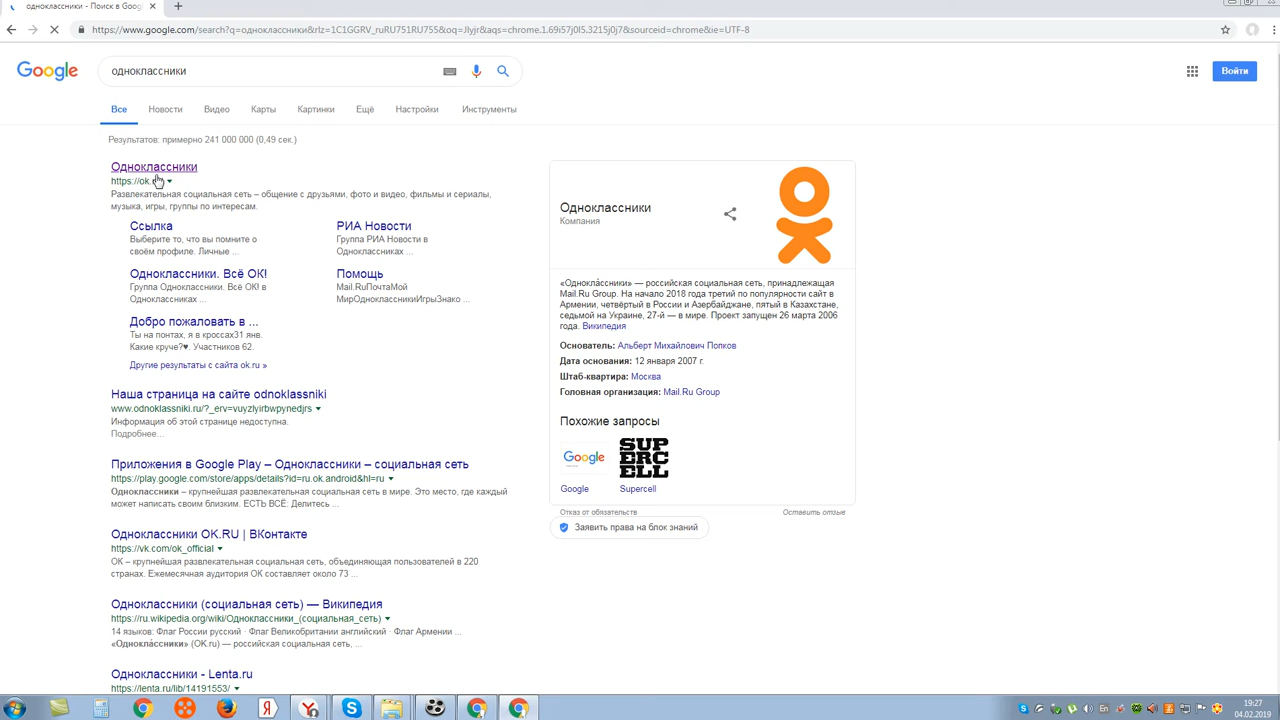 одноклассники - Поиск в Goog
https://www.google.com/search?q=одноклассники&rlz=1C1GGRV_ruRU751RU755&oq=JIyjr&aqs=chrome.1.69i57j0l5.3215j0j7&sourceid=chrome&ie=UTF-8
Google
одноклассники
Войти
Все Новости Видео Карты Картинки Ещё Настройки Инструменты
Результатов: примерно 241 000 000 (0,49 сек.)
Одноклассники
https://ok.
Развлекательная социальная сеть – общение с друзьями, фото и видео, фильмы и сериалы,
музыка, игры, группы по интересам.
Ссылка
Выберите то, что вы помните о
своём профиле. Личные ...
РИА Новости
Группа РИА Новости в
Одноклассниках ...
Одноклассники. Всё ОК!
Группа Одноклассники. Всё ОК! в
Одноклассниках ...
Помощь
Mail.RuПочтаМой
МирОдноклассникиИгрыЗнако ...
Добро пожаловать в ...
Ты на понтах, я в кроссах31 янв.
Какие круче?♥. Участников 62.
Другие результаты с сайта ok.ru »
Наша страница на сайте odnoklassniki
www.odnoklassniki.ru/?_erv=vuyzlyirbwpynedjrs
Информация об этой странице недоступна.
Подробнее...
Приложения в Google Play – Одноклассники – социальная сеть
https://play.google.com/store/apps/details?id=ru.ok.android&hl=ru
Одноклассники – крупнейшая развлекательная социальная сеть в мире. Это место, где каждый
может написать своим близким. ЕСТЬ ВСЁ: Делитесь ...
Одноклассники OK.RU | ВКонтакте
https://vk.com/ok_official
ОК – крупнейшая развлекательная социальная сеть, объединяющая пользователей в 220
странах. Ежемесячная аудитория ОК составляет около 73 ...
Одноклассники (социальная сеть) — Википедия
https://ru.wikipedia.org/wiki/Одноклассники_(социальная_сеть)
14 языков: Флаг России русский · Флаг Великобритании английский · Флаг Армении ...
«Однокла́ссники» (OK.ru) — российская социальная сеть, ...
Одноклассники - Lenta.ru
https://lenta.ru/lib/14191553/
Одноклассники
Компания
«Однокла́ссники» — российская социальная сеть, принадлежащая
Mail.Ru Group. На начало 2018 года третий по популярности сайт в
Армении, четвёртый в России и Азербайджане, пятый в Казахстане,
седьмой на Украине, 27-й — в мире. Проект запущен 26 марта 2006
года. Википедия
Основатель: Альберт Михайлович Попков
Дата основания: 12 января 2007 г.
Штаб-квартира: Москва
Головная организация: Mail.Ru Group
Похожие запросы
Google
SUPERCELL
Google
Supercell
Отказ от обязательств
Оставить отзыв
Заявить права на блок знаний
En
19:27
04.02.2019